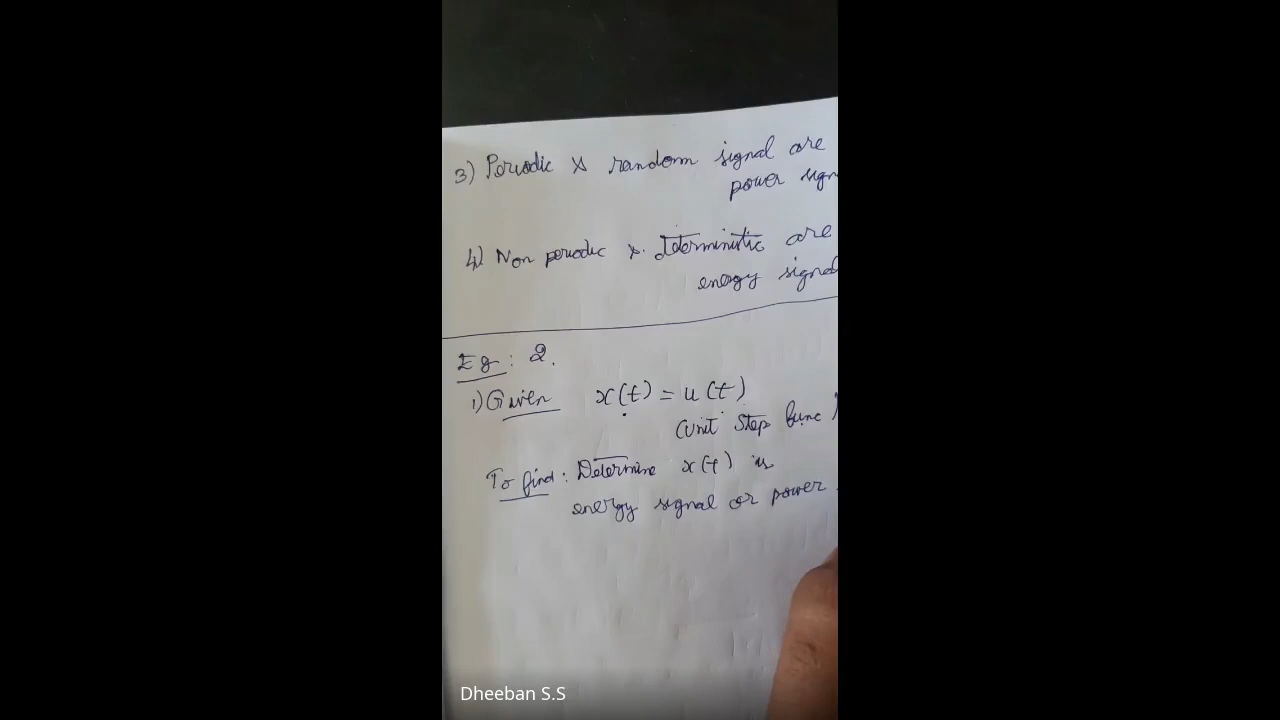 3) Periodic & random signal are
power sign
4) Non periodic & Deterministic are
energy signal
Eg: 2.
1) Given x(t) = u(t)
(Unit Step func)
To find: Determine x(t) is
energy signal or power
Dheeban S.S